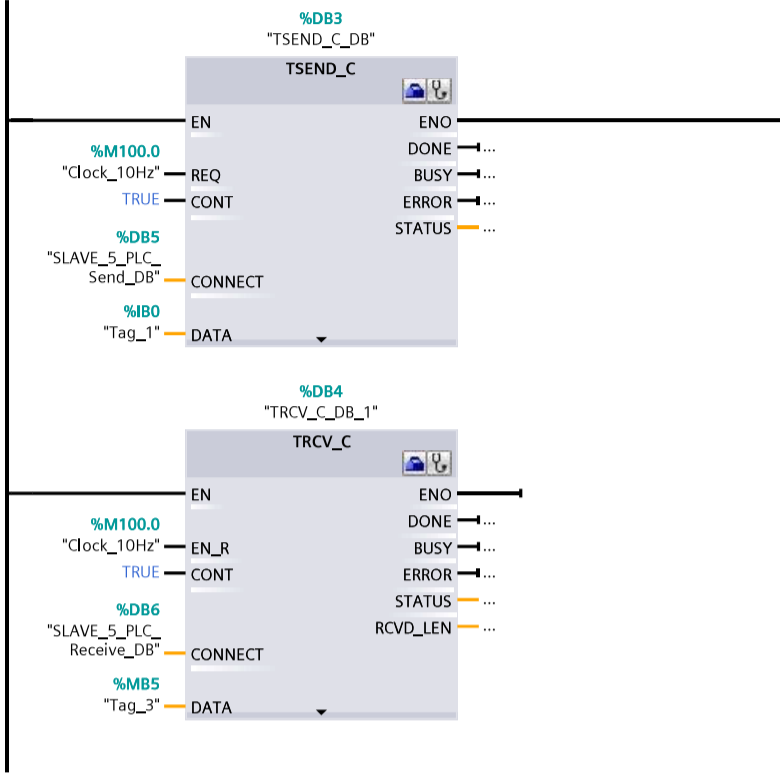 %DB3
"TSEND_C_DB"
TSEND_C
EN ENO
%M100.0 DONE ...
"Clock_10Hz" REQ BUSY ...
TRUE CONT ERROR ...
%DB5 STATUS ...
"SLAVE_5_PLC_
Send_DB" CONNECT
%IB0
"Tag_1" DATA
%DB4
"TRCV_C_DB_1"
TRCV_C
EN ENO
%M100.0 DONE ...
"Clock_10Hz" EN_R BUSY ...
TRUE CONT ERROR ...
%DB6 STATUS ...
"SLAVE_5_PLC_ RCVD_LEN ...
Receive_DB" CONNECT
%MB5
"Tag_3" DATA